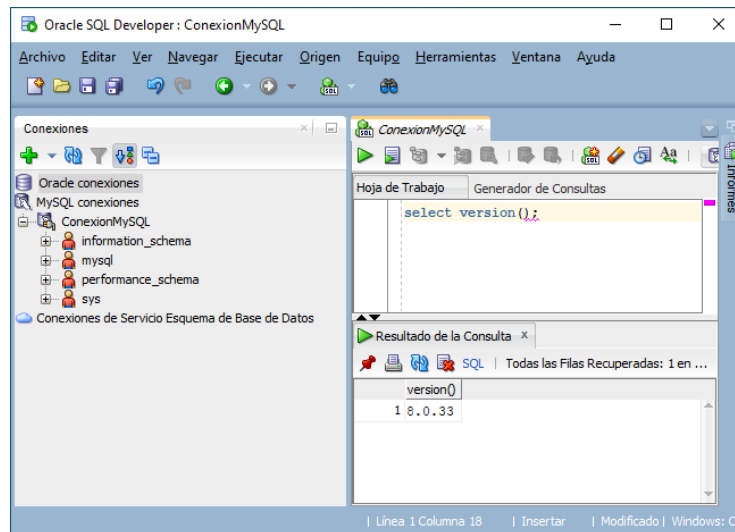 Oracle SQL Developer : ConexionMySQL
Archivo Editar Ver Navegar Ejecutar Origen Equipo Herramientas Ventana Ayuda
Conexiones
Oracle conexiones
MySQL conexiones
ConexionMySQL
information_schema
mysql
performance_schema
sys
Conexiones de Servicio Esquema de Base de Datos
ConexionMySQL
Hoja de Trabajo Generador de Consultas
select version();
Resultado de la Consulta
SQL | Todas las Filas Recuperadas: 1 en ...
version()
1 8.0.33
Informes
| Línea 1 Columna 18 | Insertar | Modificado | Windows: C